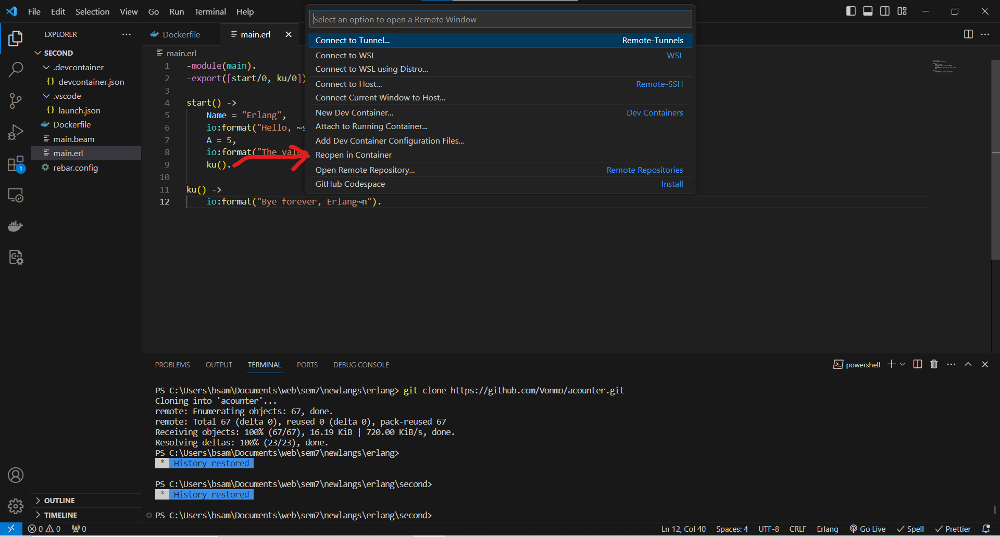 File Edit Selection View Go Run Terminal Help
Select an option to open a Remote Window
Connect to Tunnel... Remote-Tunnels
Connect to WSL WSL
Connect to WSL using Distro...
Connect to Host... Remote-SSH
Connect Current Window to Host...
New Dev Container... Dev Containers
Attach to Running Container...
Add Dev Container Configuration Files...
Reopen in Container
Open Remote Repository... Remote Repositories
GitHub Codespace Install
EXPLORER
SECOND
.devcontainer
{} devcontainer.json
.vscode
{} launch.json
Dockerfile
main.beam
main.erl
rebar.config
1
OUTLINE
TIMELINE
Dockerfile main.erl
main.erl
1 -module(main).
2 -export([start/0, ku/0])
3
4 start() ->
5 Name = "Erlang",
6 io:format("Hello, ~s
7 A = 5,
8 io:format("The valu
9 ku().
10
11 ku() ->
12 io:format("Bye forever, Erlang~n").
PROBLEMS OUTPUT TERMINAL PORTS DEBUG CONSOLE powershell
PS C:\Users\bsam\Documents\web\sem7\newlangs\erlang> git clone https://github.com/Vonmo/acounter.git
Cloning into 'acounter'...
remote: Enumerating objects: 67, done.
remote: Total 67 (delta 0), reused 0 (delta 0), pack-reused 67
Receiving objects: 100% (67/67), 16.19 KiB | 720.00 KiB/s, done.
Resolving deltas: 100% (23/23), done.
PS C:\Users\bsam\Documents\web\sem7\newlangs\erlang>
* History restored
PS C:\Users\bsam\Documents\web\sem7\newlangs\erlang\second>
* History restored
PS C:\Users\bsam\Documents\web\sem7\newlangs\erlang\second>
0 0 0 Ln 12, Col 40 Spaces: 4 UTF-8 CRLF Erlang Go Live Spell Prettier